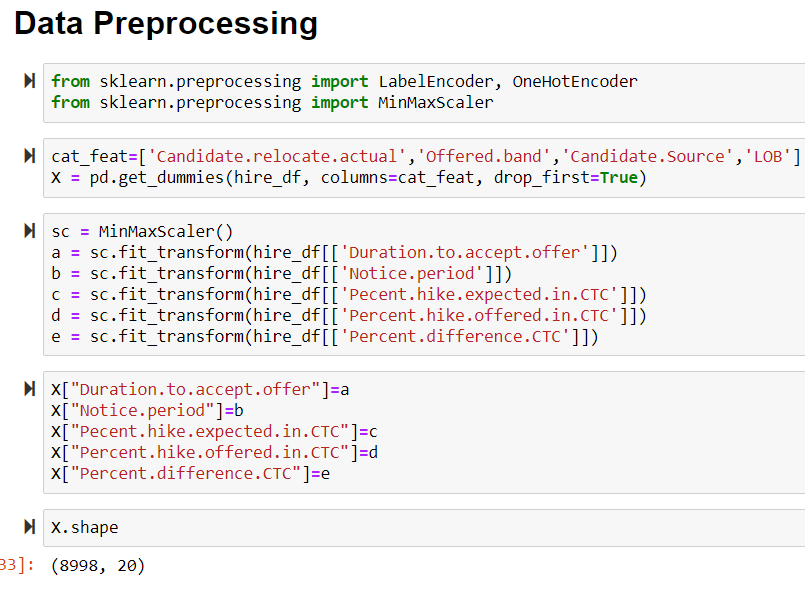 Data Preprocessing
from sklearn.preprocessing import LabelEncoder, OneHotEncoder
from sklearn.preprocessing import MinMaxScaler
cat_feat=['Candidate.relocate.actual','Offered.band','Candidate.Source','LOB']
X = pd.get_dummies(hire_df, columns=cat_feat, drop_first=True)
sc = MinMaxScaler()
a = sc.fit_transform(hire_df[['Duration.to.accept.offer']])
b = sc.fit_transform(hire_df[['Notice.period']])
c = sc.fit_transform(hire_df[['Pecent.hike.expected.in.CTC']])
d = sc.fit_transform(hire_df[['Percent.hike.offered.in.CTC']])
e = sc.fit_transform(hire_df[['Percent.difference.CTC']])
X["Duration.to.accept.offer"]=a
X["Notice.period"]=b
X["Pecent.hike.expected.in.CTC"]=c
X["Percent.hike.offered.in.CTC"]=d
X["Percent.difference.CTC"]=e
X.shape
33]: (8998, 20)